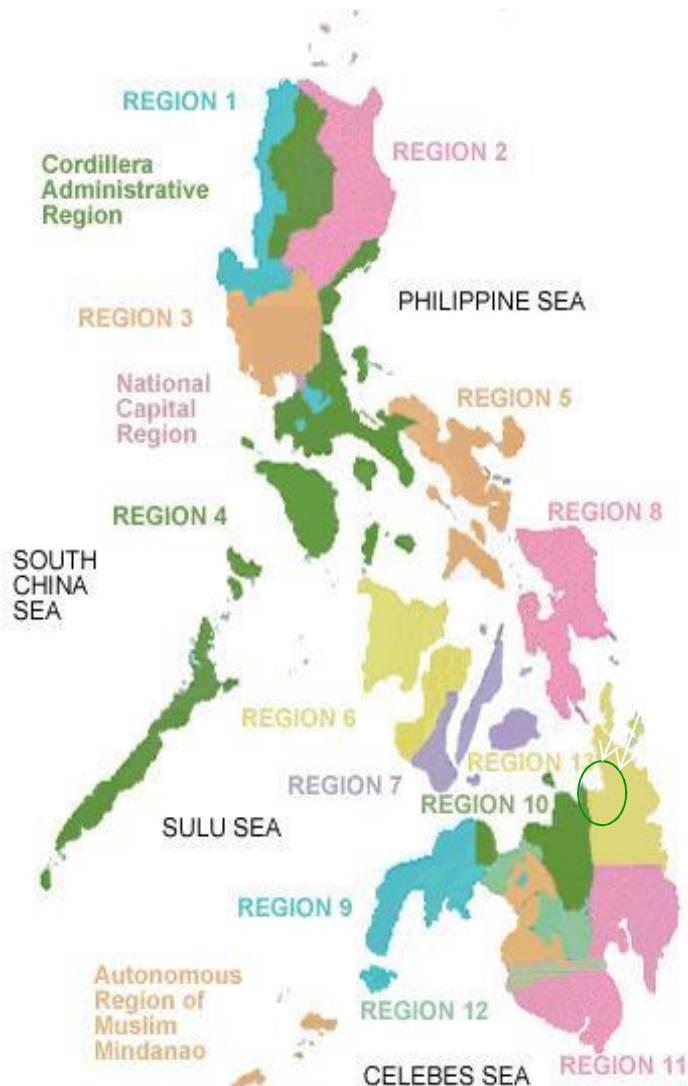 REGION 1
REGION 2
Cordillera
Administrative
Region
PHILIPPINE SEA
REGION 3
National
Capital
Region
REGION 5
REGION 4
REGION 8
SOUTH
CHINA
SEA
REGION 6
REGION 13
REGION 7
REGION 10
SULU SEA
REGION 9
Autonomous
Region of
Muslim
Mindanao
REGION 12
REGION 11
CELEBES SEA